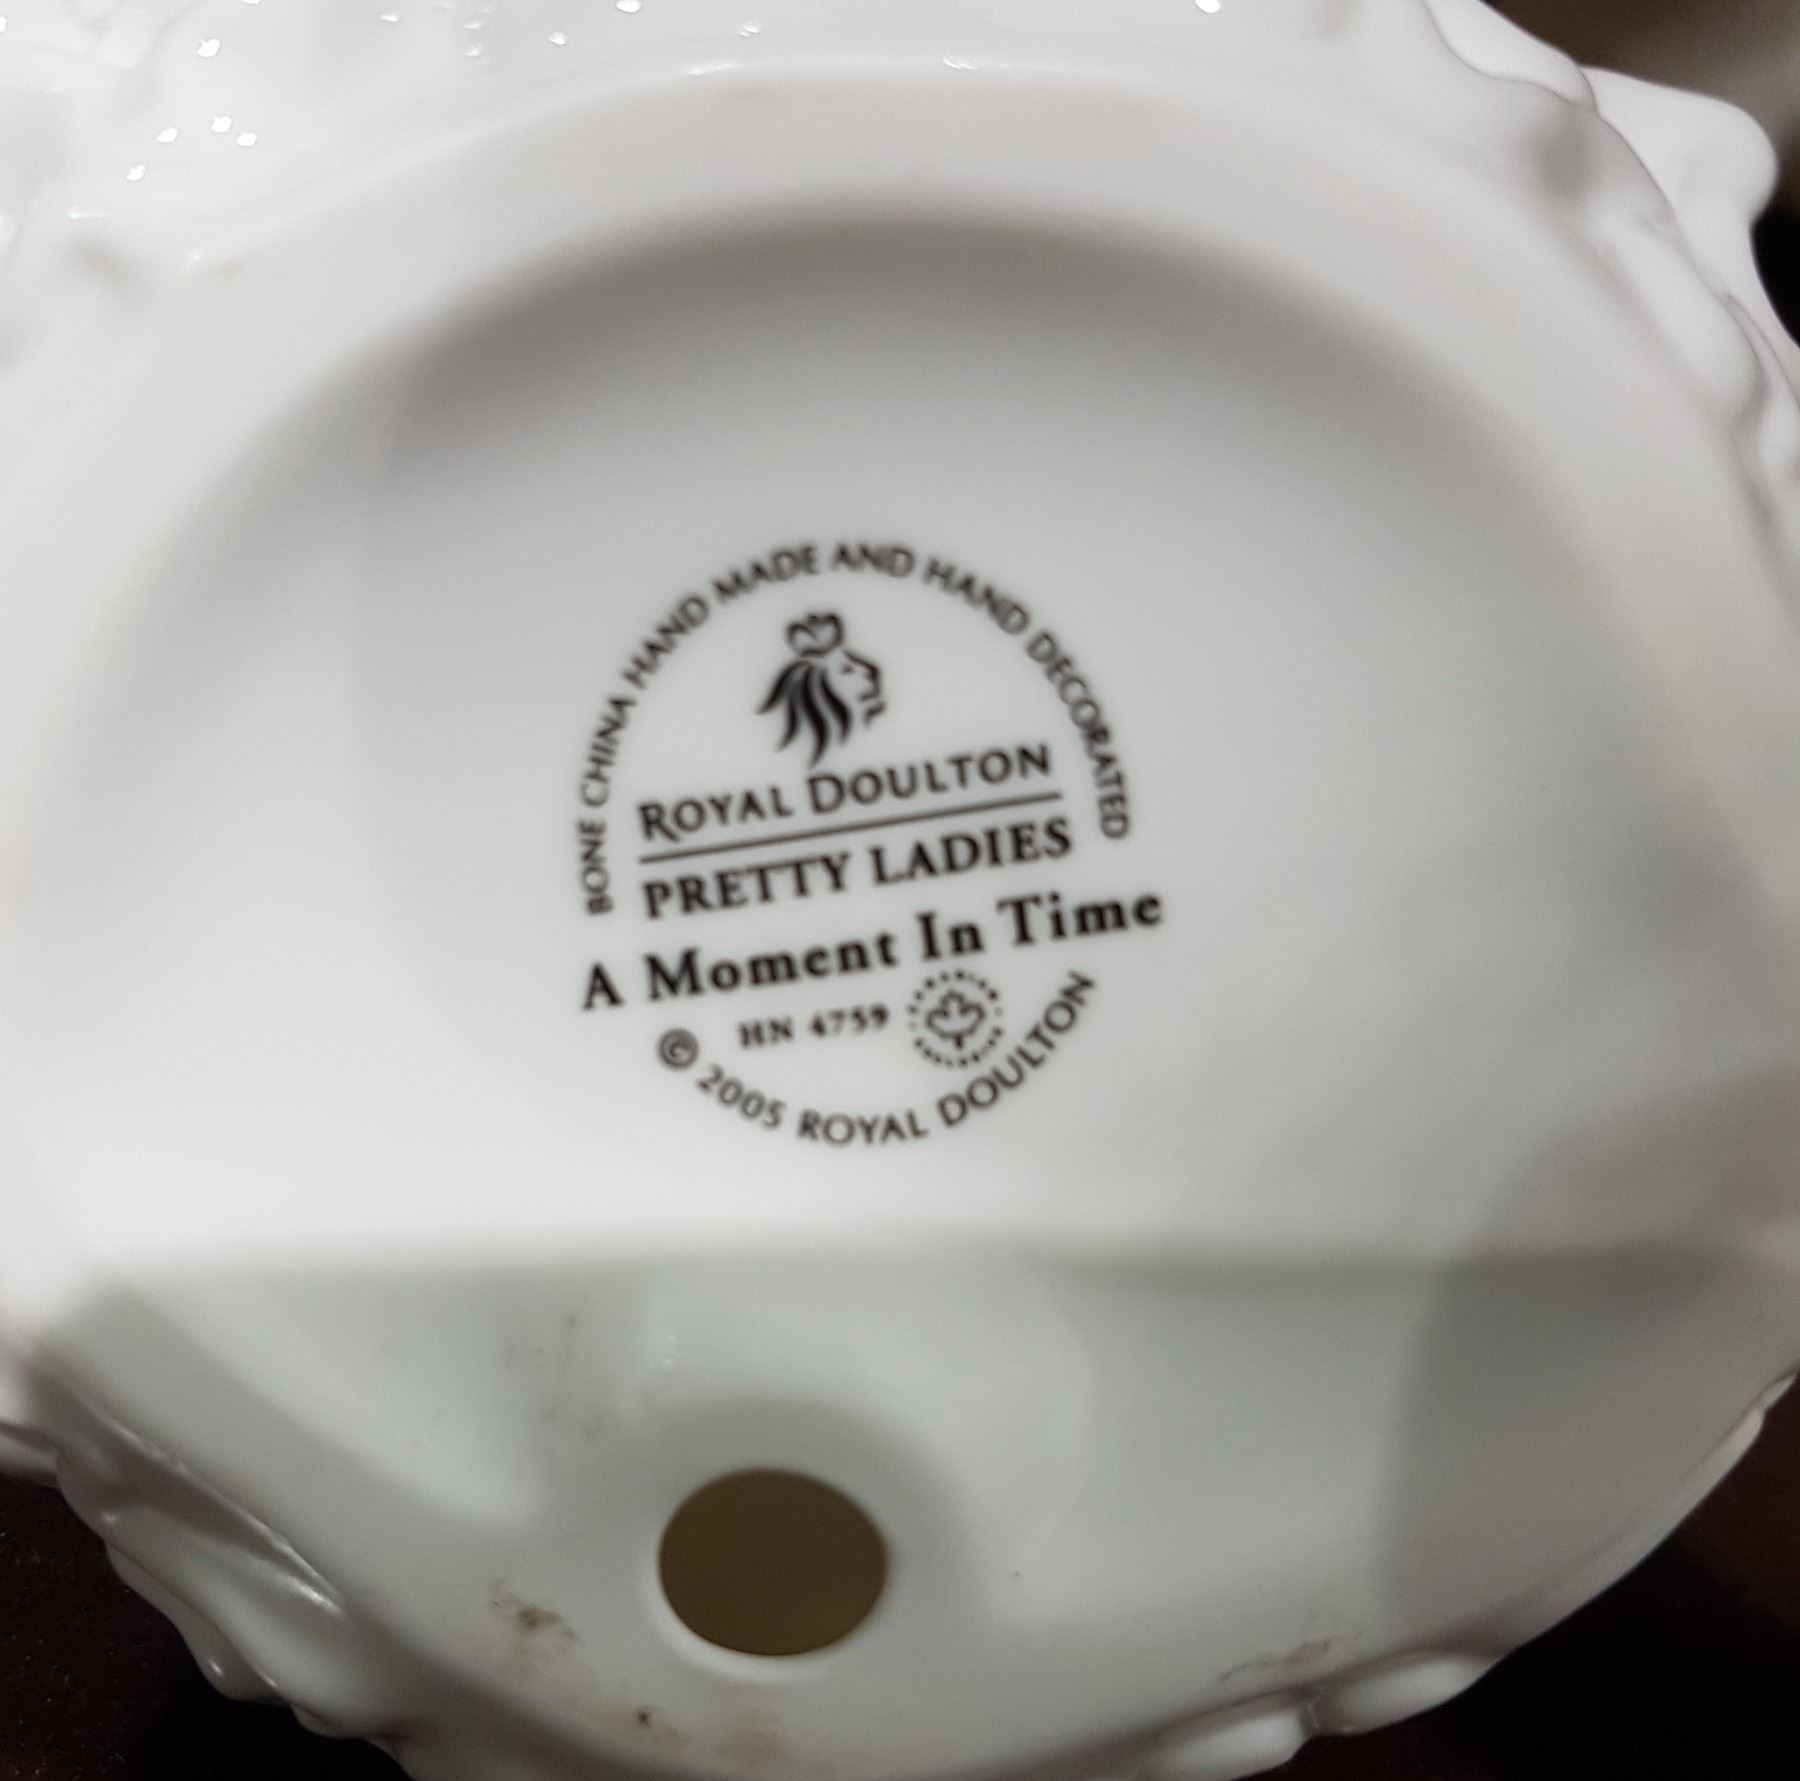 BONE CHINA HAND MADE AND HAND DECORATED
ROYAL DOULTON
PRETTY LADIES
A Moment In Time
HN 4759
© 2005 ROYAL DOULTON